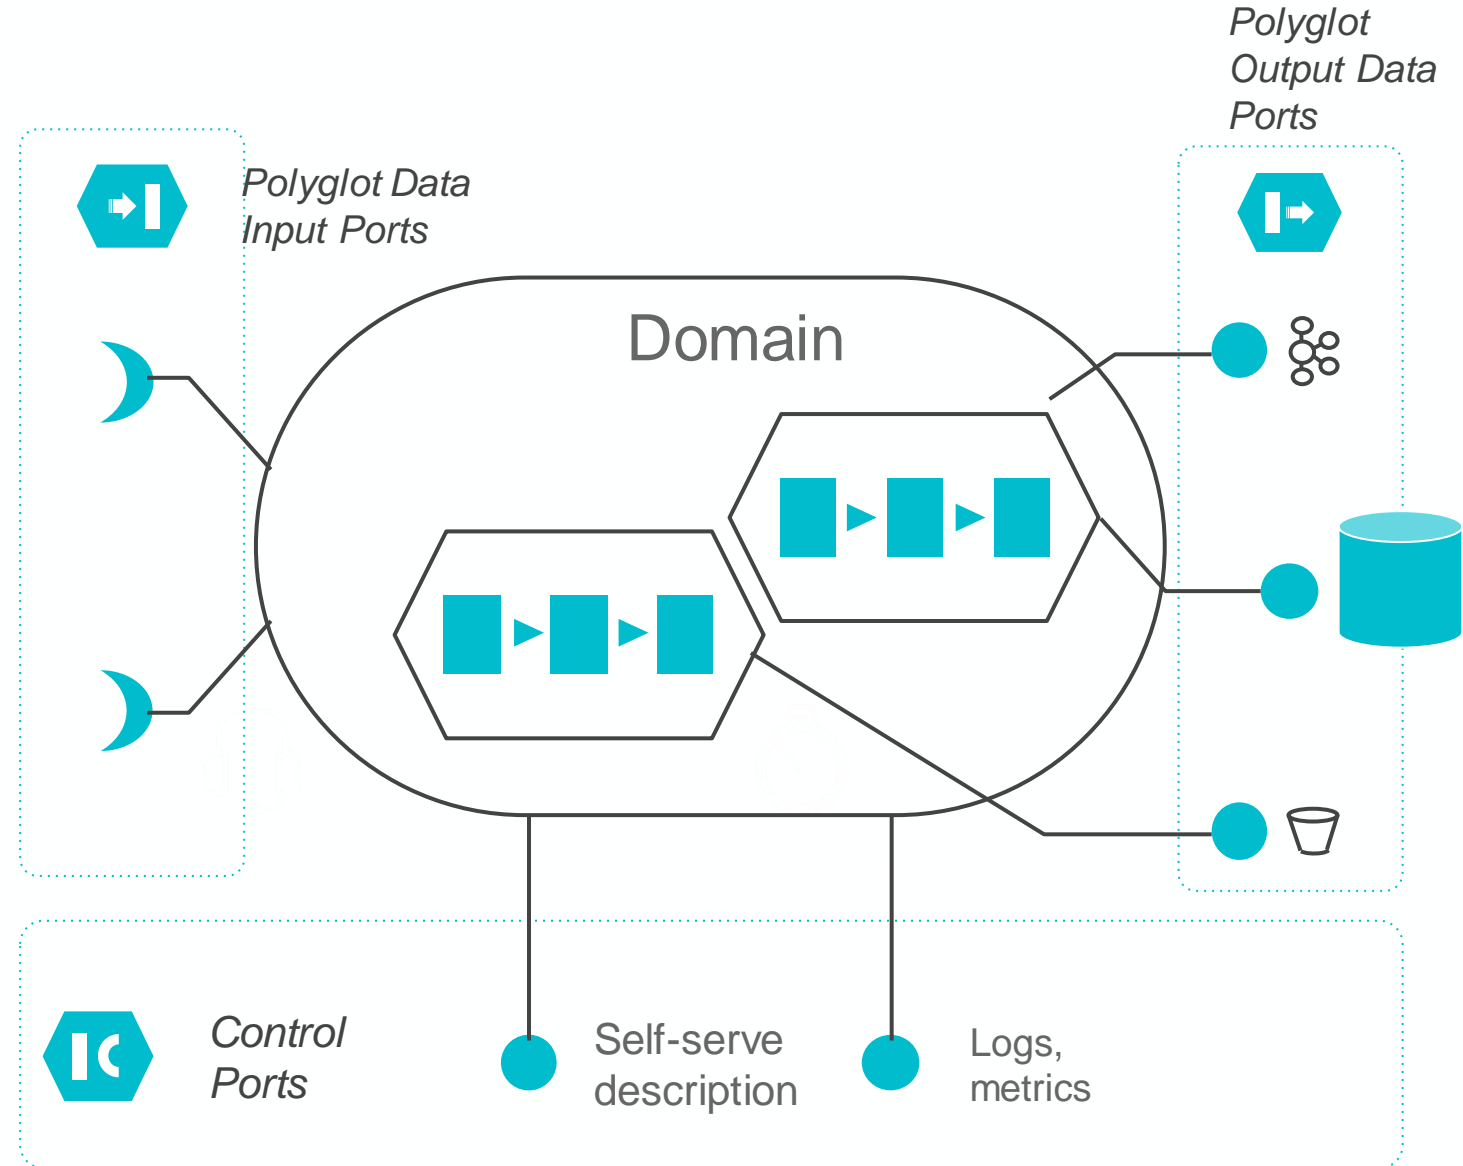 Polyglot
Output Data
Ports
Polyglot Data
Input Ports
Domain
Control
Ports
Self-serve
description
Logs,
metrics